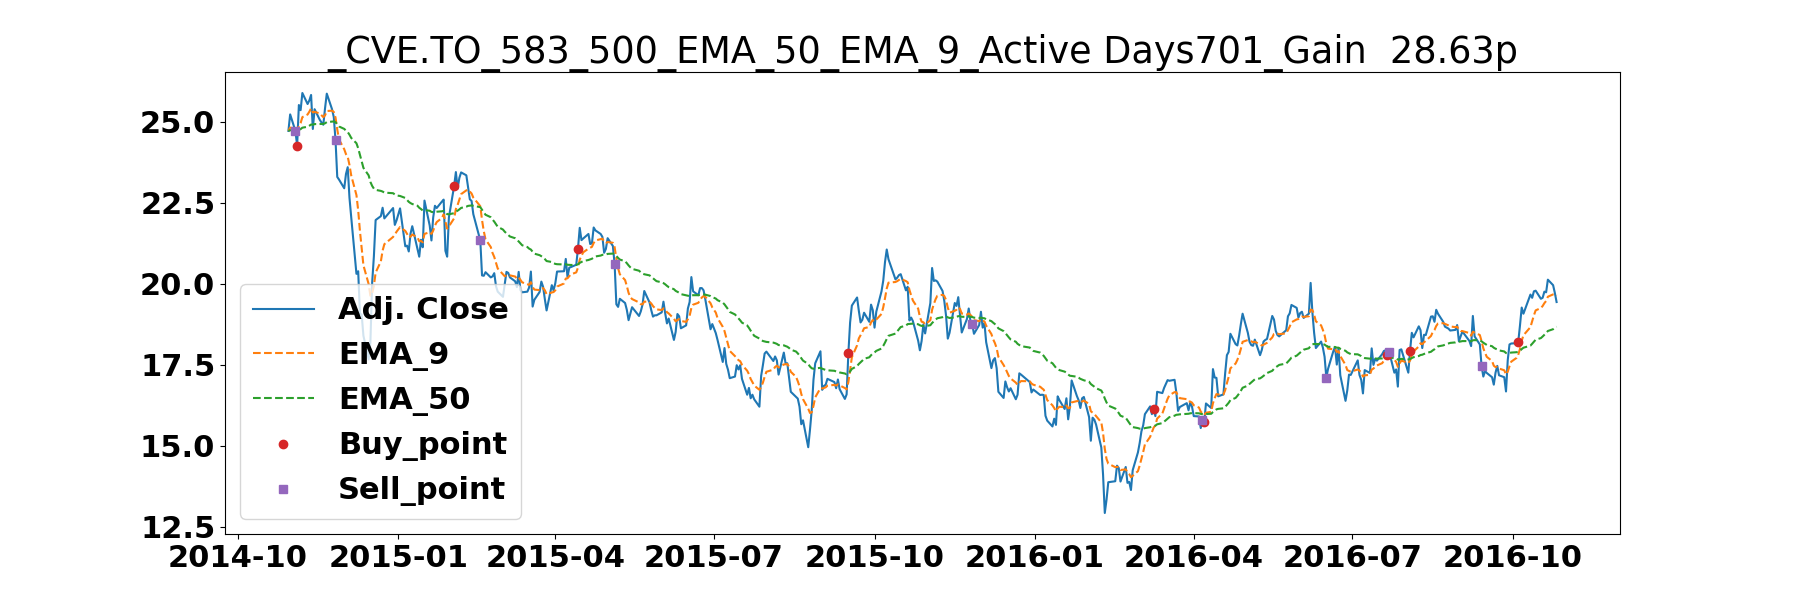 _CVE.TO_583_500_EMA_50_EMA_9_Active Days701_Gain  28.63p
25.0
22.5
20.0
17.5
15.0
12.5
Adj. Close
EMA_9
EMA_50
Buy_point
Sell_point
2014-10 2015-01 2015-04 2015-07 2015-10 2016-01 2016-04 2016-07 2016-10